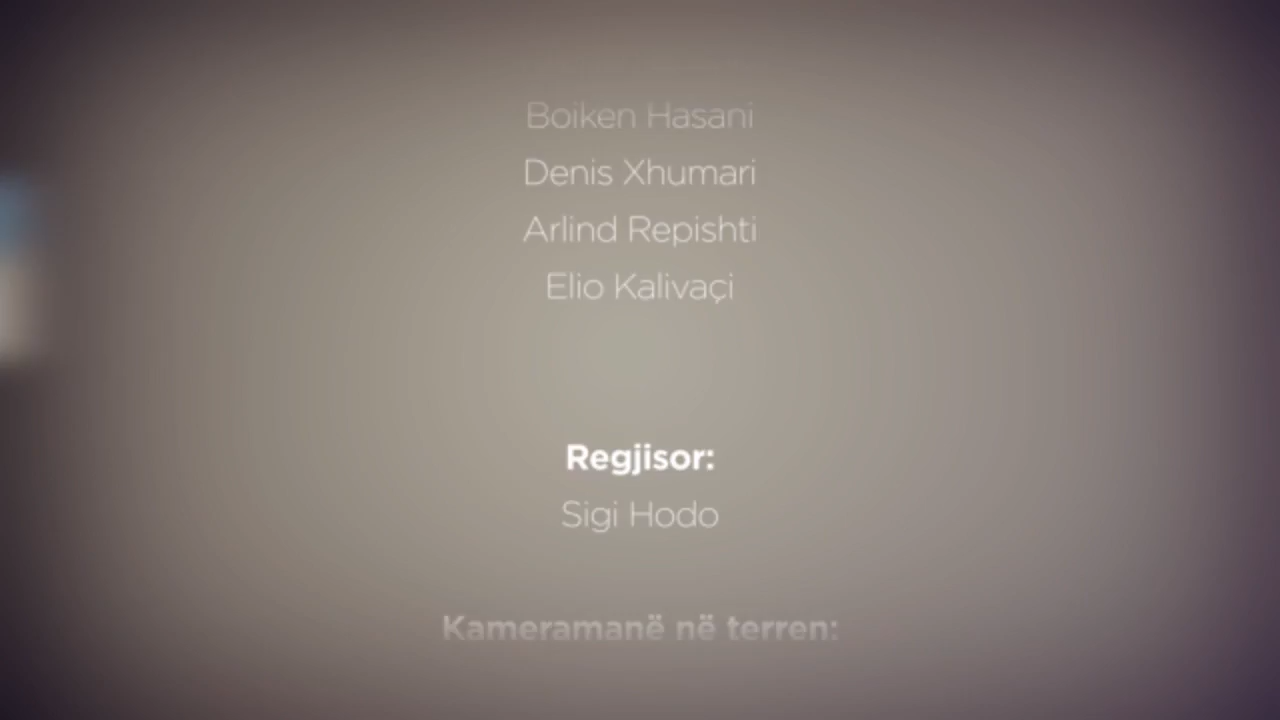 Boiken Hasani
Denis Xhumari
Arlind Repishti
Elio Kalivaçi
Regjisor:
Sigi Hodo
Kameramanë në terren: